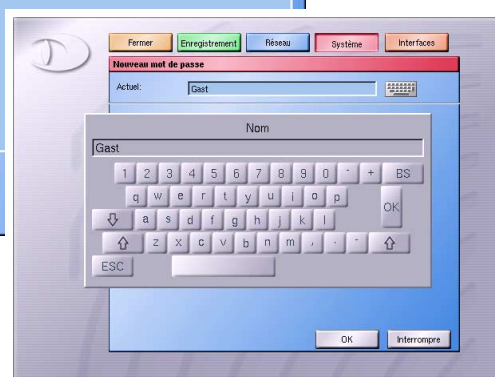 Fermer Enregistrement Réseau Système Interfaces
Nouveau mot de passe
Actuel: Gast
Nom
Gast
1 2 3 4 5 6 7 8 9 0 - + BS
q w e r t y u i o p
OK
a s d f g h j k l
z x c v b n m , . -
ESC
OK Interrompre